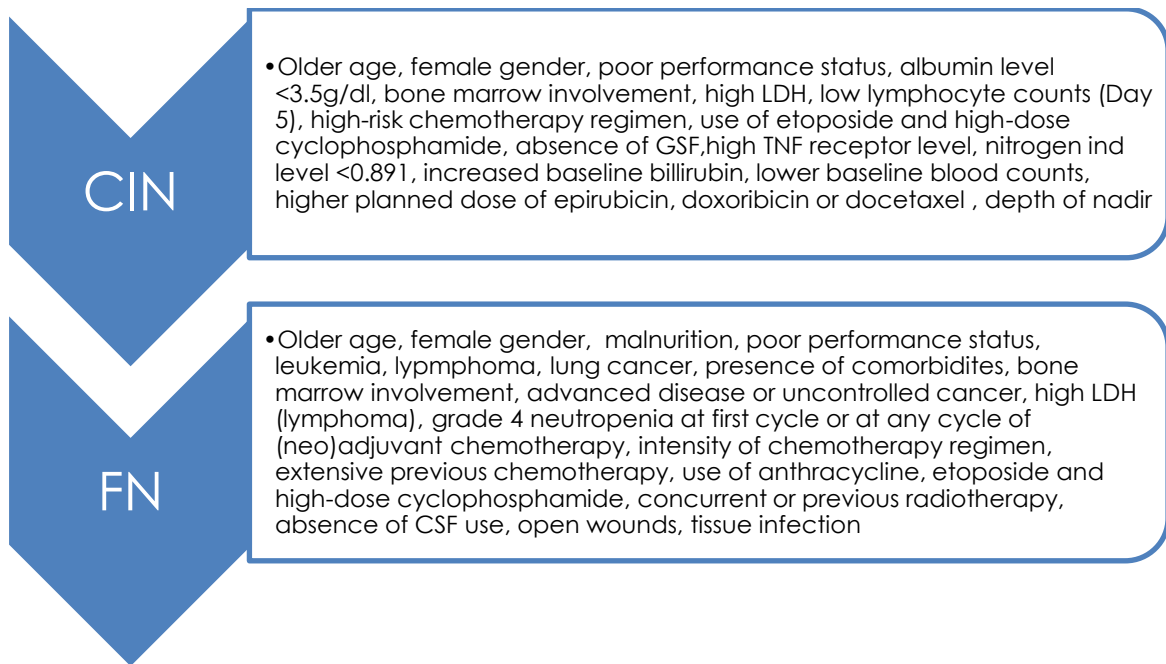 CIN
•Older age, female gender, poor performance status, albumin level
<3.5g/dl, bone marrow involvement, high LDH, low lymphocyte counts (Day
5), high-risk chemotherapy regimen, use of etoposide and high-dose
cyclophosphamide, absence of GSF,high TNF receptor level, nitrogen ind
level <0.891, increased baseline billirubin, lower baseline blood counts,
higher planned dose of epirubicin, doxoribicin or docetaxel , depth of nadir
FN
•Older age, female gender, malnurition, poor performance status,
leukemia, lypmphoma, lung cancer, presence of comorbidites, bone
marrow involvement, advanced disease or uncontrolled cancer, high LDH
(lymphoma), grade 4 neutropenia at first cycle or at any cycle of
(neo)adjuvant chemotherapy, intensity of chemotherapy regimen,
extensive previous chemotherapy, use of anthracycline, etoposide and
high-dose cyclophosphamide, concurrent or previous radiotherapy,
absence of CSF use, open wounds, tissue infection